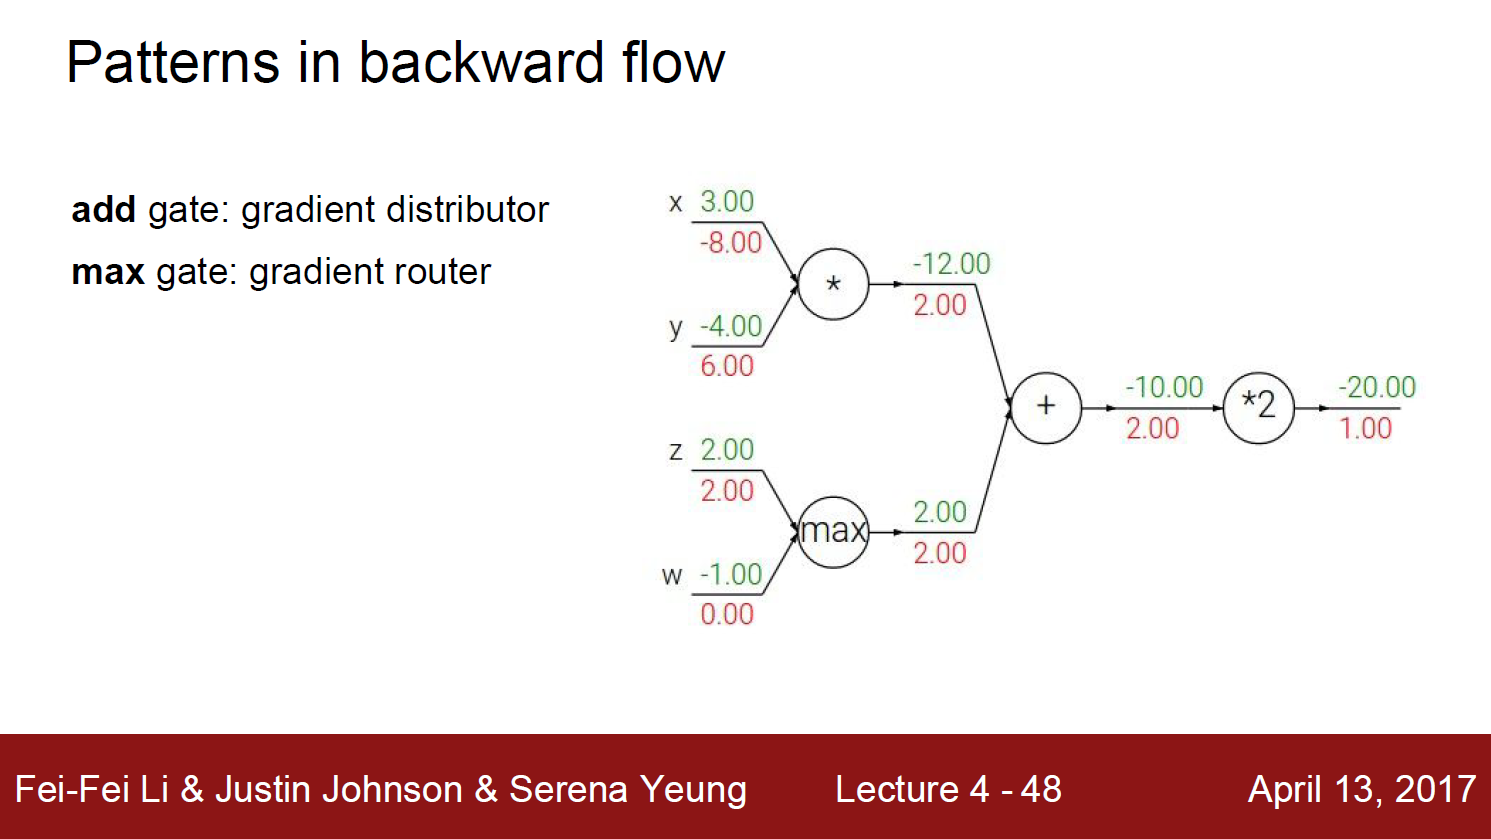 Patterns in backward flow
add gate: gradient distributor
max gate: gradient router
x 3.00
-8.00
y -4.00
6.00
*
-12.00
2.00
z 2.00
2.00
w -1.00
0.00
max
2.00
2.00
+
-10.00
2.00
*2
-20.00
1.00
Fei-Fei Li & Justin Johnson & Serena Yeung Lecture 4 - 48 April 13, 2017